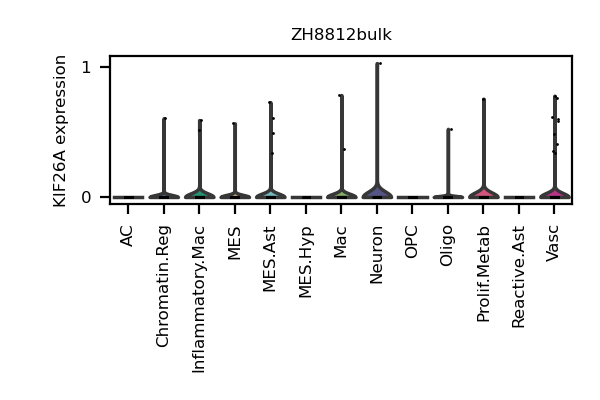 ZH8812bulk
KIF26A expression
1
0
AC
Chromatin.Reg
Inflammatory.Mac
MES
MES.Ast
MES.Hyp
Mac
Neuron
OPC
Oligo
Prolif.Metab
Reactive.Ast
Vasc